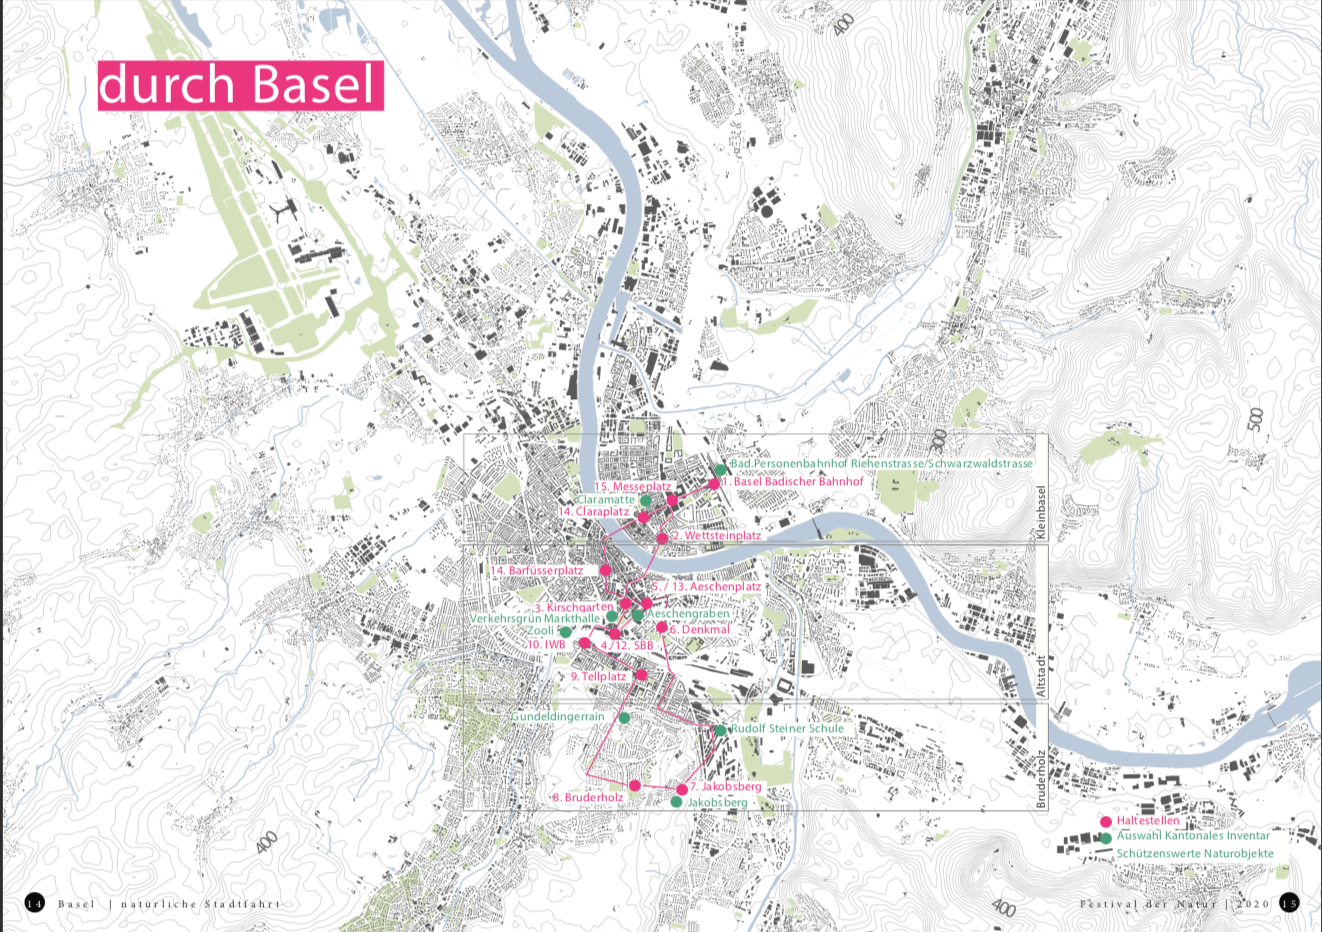 durch Basel
400
500
300
Bad.Personenbahnhof Riehenstrasse/Schwarzwaldstrasse
1. Basel Badischer Bahnhof
15. Messeplatz
Claramatte
14. Claraplatz
2. Wettsteinplatz
Kleinbasel
14. Barfüsserplatz
5. / 13. Aeschenplatz
3. Kirschgarten
Aeschengraben
Verkehrsgrün Markthalle
Zooli
6. Denkmal
10. IWB
4./12. SBB
9. Tellplatz
Altstadt
Gundeldingerrain
Rudolf Steiner Schule
7. Jakobsberg
8. Bruderholz
Jakobsberg
Bruderholz
Haltestellen
Auswahl Kantonales Inventar
Schützenswerte Naturobjekte
400
400
14 Basel | natürliche Stadtfahrt
Festival der Natur | 2020 15